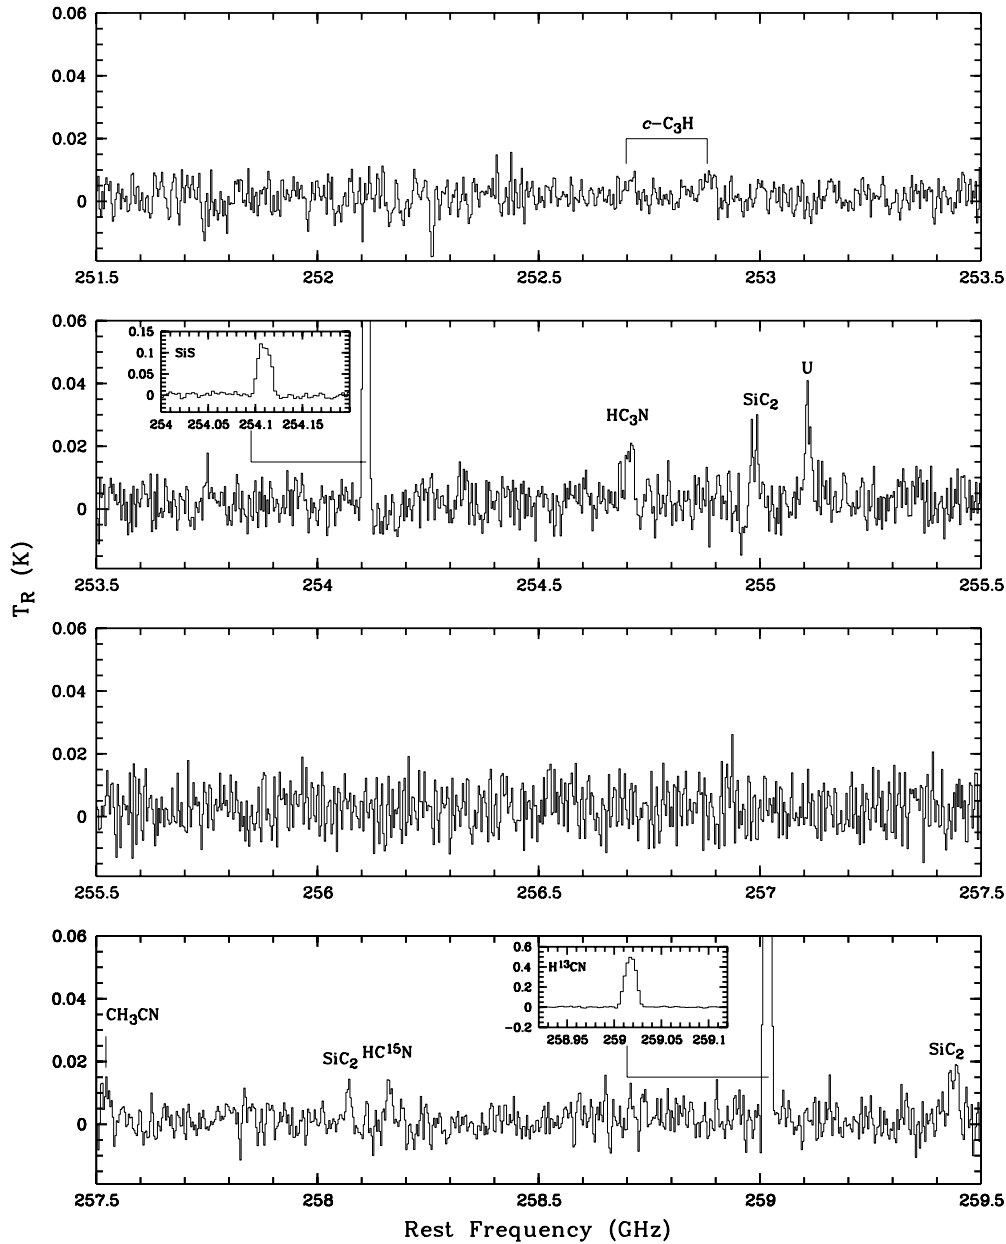 0.06
0.04
0.02
0
c-C₃H
251.5 252 252.5 253 253.5
0.06
0.04
0.02
0
0.15
0.1
0.05
0
SiS
254 254.05 254.1 254.15
HC₃N
SiC₂
U
253.5 254 254.5 255 255.5
T_R (K)
0.06
0.04
0.02
0
255.5 256 256.5 257 257.5
0.06
0.04
0.02
0
CH₃CN
SiC₂
HC¹⁵N
0.6
0.4
0.2
0
−0.2
H¹³CN
258.95 259 259.05 259.1
SiC₂
257.5 258 258.5 259 259.5
Rest Frequency (GHz)